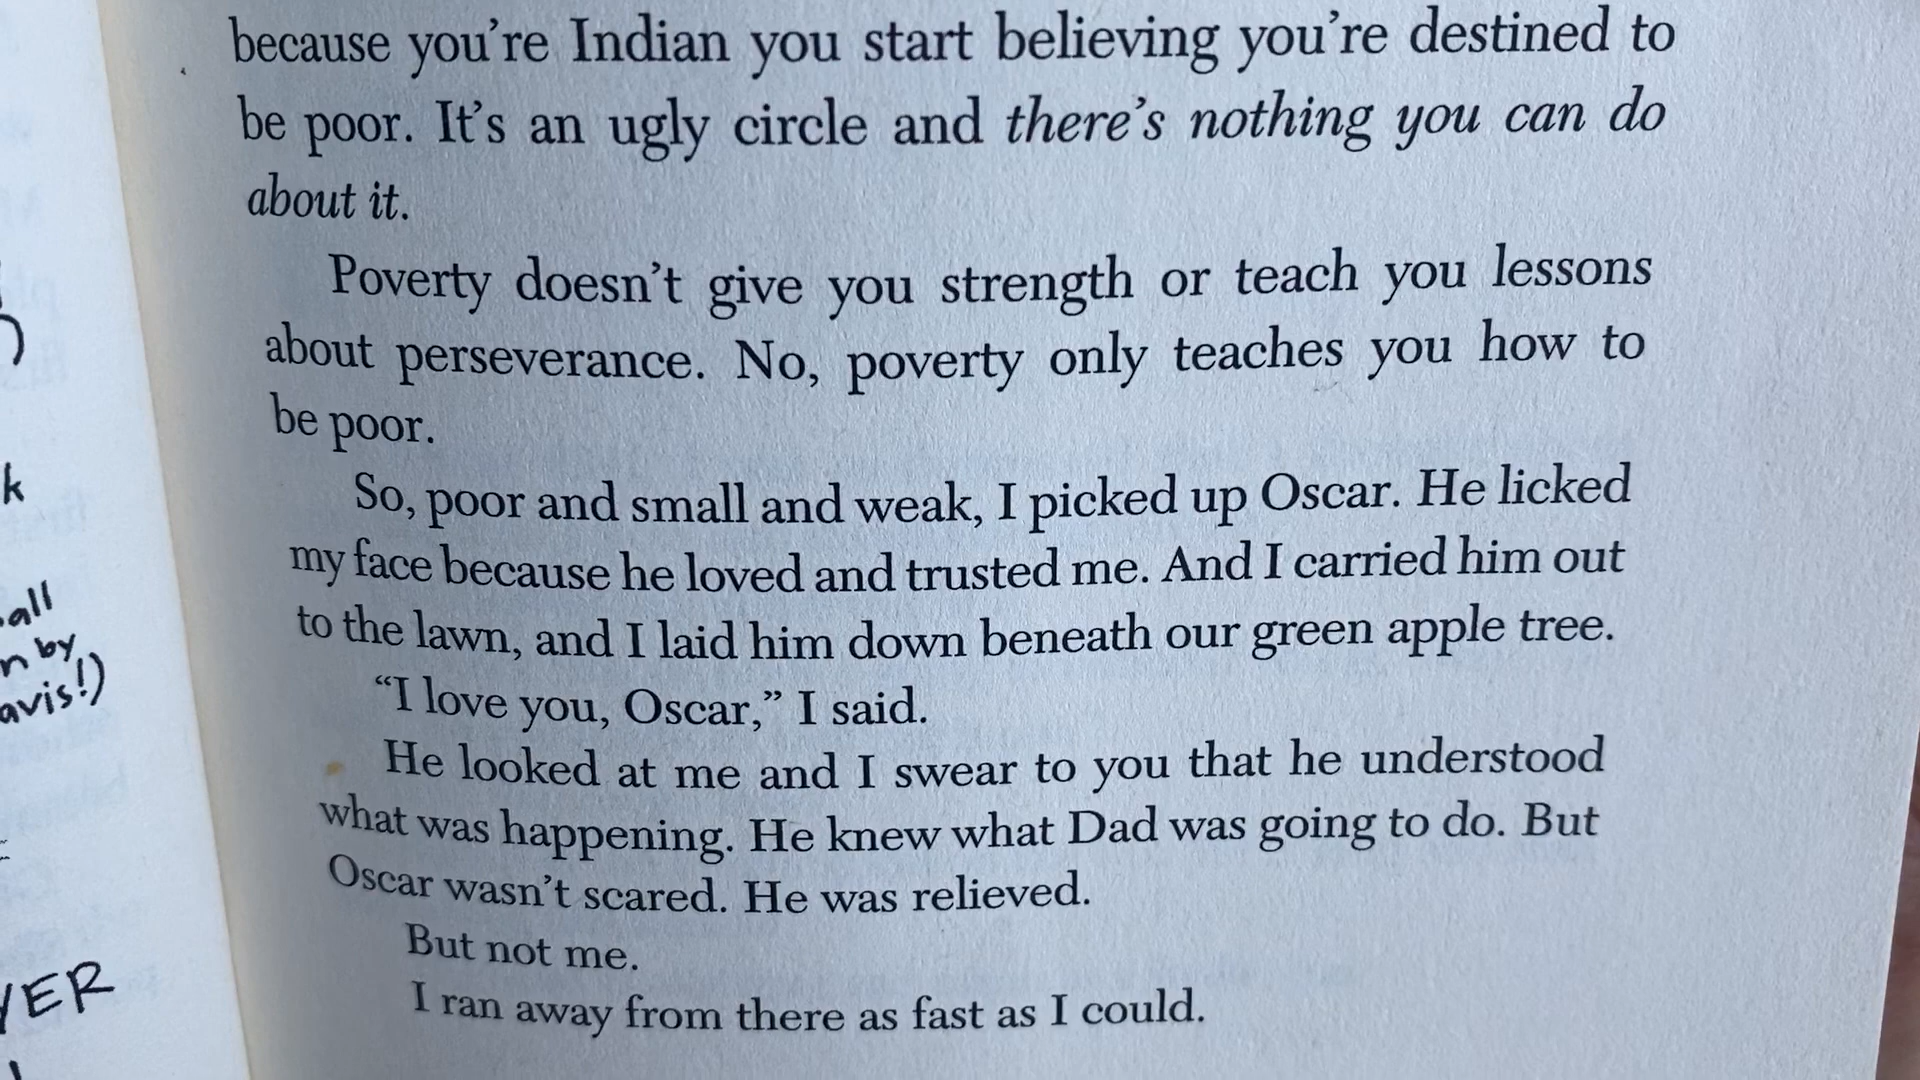 because you're Indian you start believing you're destined to
be poor. It's an ugly circle and there's nothing you can do
about it.
Poverty doesn't give you strength or teach you lessons
about perseverance. No, poverty only teaches you how to
be poor.
So, poor and small and weak, I picked up Oscar. He licked
my face because he loved and trusted me. And I carried him out
to the lawn, and I laid him down beneath our green apple tree.
“I love you, Oscar,” I said.
He looked at me and I swear to you that he understood
what was happening. He knew what Dad was going to do. But
Oscar wasn't scared. He was relieved.
But not me.
I ran away from there as fast as I could.